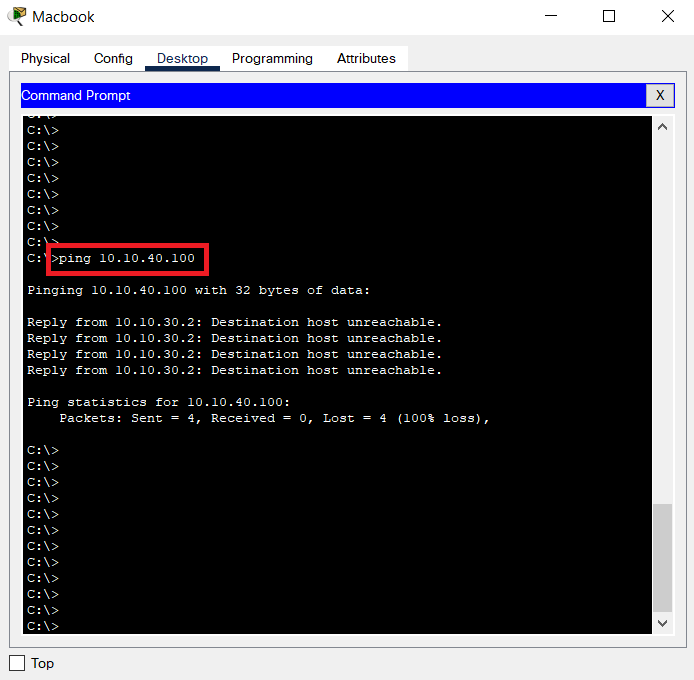 Macbook
Physical Config Desktop Programming Attributes
Command Prompt X
C:\>
C:\>
C:\>
C:\>
C:\>
C:\>
C:\>
C:\>
C:\>
C:\>ping 10.10.40.100
Pinging 10.10.40.100 with 32 bytes of data:
Reply from 10.10.30.2: Destination host unreachable.
Reply from 10.10.30.2: Destination host unreachable.
Reply from 10.10.30.2: Destination host unreachable.
Reply from 10.10.30.2: Destination host unreachable.
Ping statistics for 10.10.40.100:
Packets: Sent = 4, Received = 0, Lost = 4 (100% loss),
C:\>
C:\>
C:\>
C:\>
C:\>
C:\>
C:\>
C:\>
C:\>
C:\>
C:\>
C:\>
Top